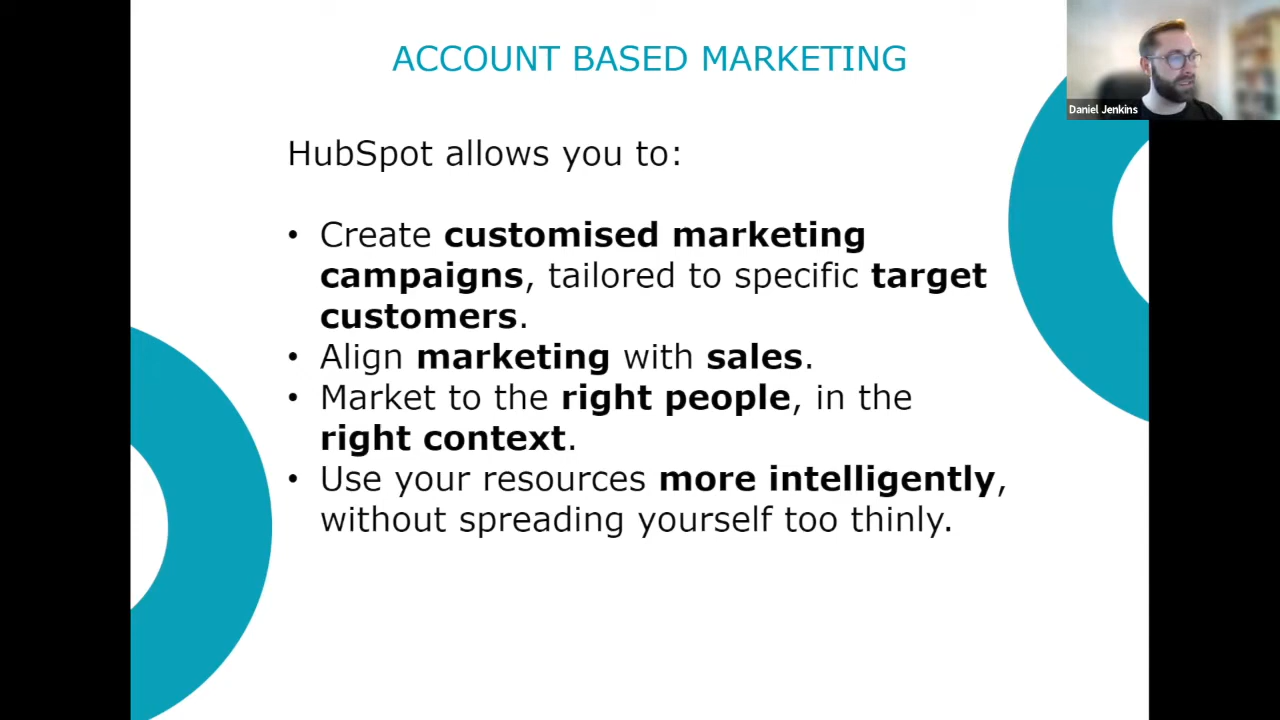 ACCOUNT BASED MARKETING
Daniel Jenkins
HubSpot allows you to:
• Create customised marketing
campaigns, tailored to specific target
customers.
• Align marketing with sales.
• Market to the right people, in the
right context.
• Use your resources more intelligently,
without spreading yourself too thinly.